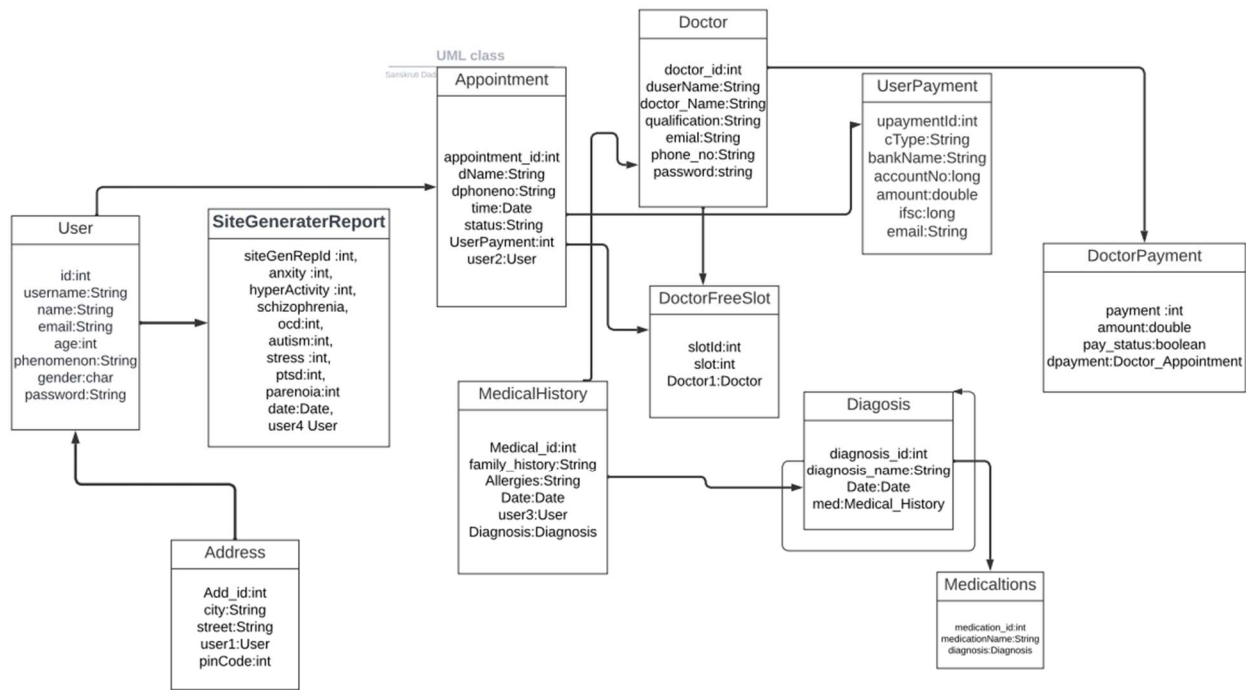 UML class
Sanskruti Dad
Doctor
doctor_id:int
duserName:String
doctor_Name:String
qualification:String
emial:String
phone_no:String
password:string
Appointment
appointment_id:int
dName:String
dphoneno:String
time:Date
status:String
UserPayment:int
user2:User
UserPayment
upaymentId:int
cType:String
bankName:String
accountNo:long
amount:double
ifsc:long
email:String
User
id:int
username:String
name:String
email:String
age:int
phenomenon:String
gender:char
password:String
SiteGeneraterReport
siteGenRepId :int,
anxity :int,
hyperActivity :int,
schizophrenia,
ocd:int,
autism:int,
stress :int,
ptsd:int,
parenoia:int
date:Date,
user4 User
DoctorFreeSlot
slotId:int
slot:int
Doctor1:Doctor
DoctorPayment
payment :int
amount:double
pay_status:boolean
dpayment:Doctor_Appointment
MedicalHistory
Medical_id:int
family_history:String
Allergies:String
Date:Date
user3:User
Diagnosis:Diagnosis
Diagosis
diagnosis_id:int
diagnosis_name:String
Date:Date
med:Medical_History
Address
Add_id:int
city:String
street:String
user1:User
pinCode:int
Medicaltions
medication_id:int
medicationName:String
diagnosis:Diagnosis